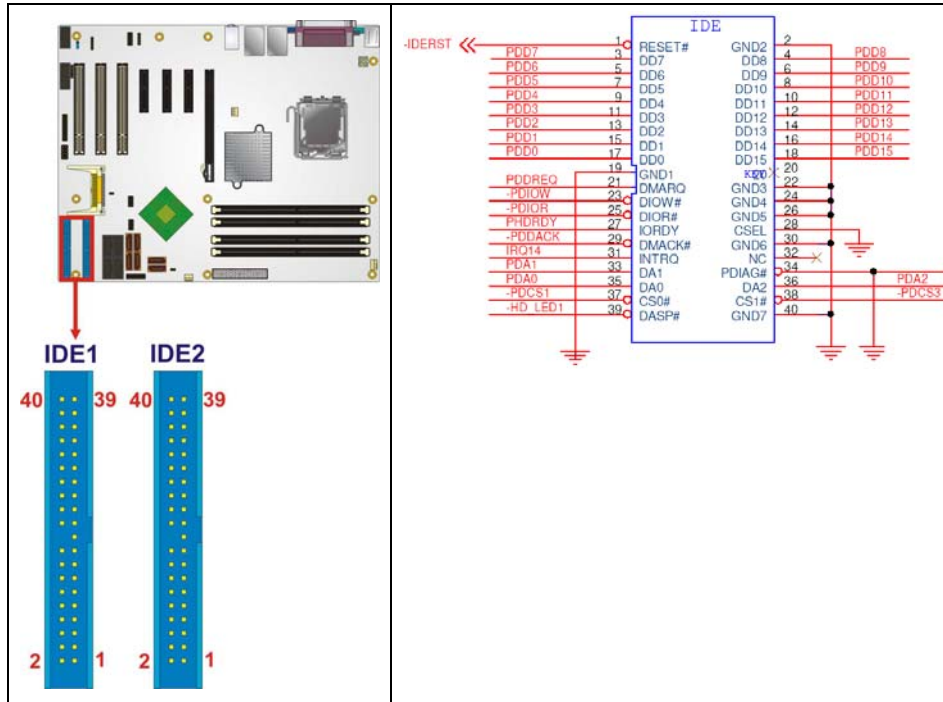 IDE1 IDE2
40 39 40 39
2 1 2 1
IDE
-IDERST 1 RESET# GND2 2
PDD7 3 DD7 DD8 4 PDD8
PDD6 5 DD6 DD9 6 PDD9
PDD5 7 DD5 DD10 8 PDD10
PDD4 9 DD4 DD11 10 PDD11
PDD3 11 DD3 DD12 12 PDD12
PDD2 13 DD2 DD13 14 PDD13
PDD1 15 DD1 DD14 16 PDD14
PDD0 17 DD0 DD15 18 PDD15
19 GND1 20
PDDREQ 21 DMARQ GND3 22
-PDIOW 23 DIOW# GND4 24
-PDIOR 25 DIOR# GND5 26
PHDRDY 27 IORDY CSEL 28
-PDDACK 29 DMACK# GND6 30
IRQ14 31 INTRQ NC 32
PDA1 33 DA1 PDIAG# 34
PDA0 35 DA0 DA2 36 PDA2
-PDCS1 37 CS0# CS1# 38 -PDCS3
-HD_LED1 39 DASP# GND7 40